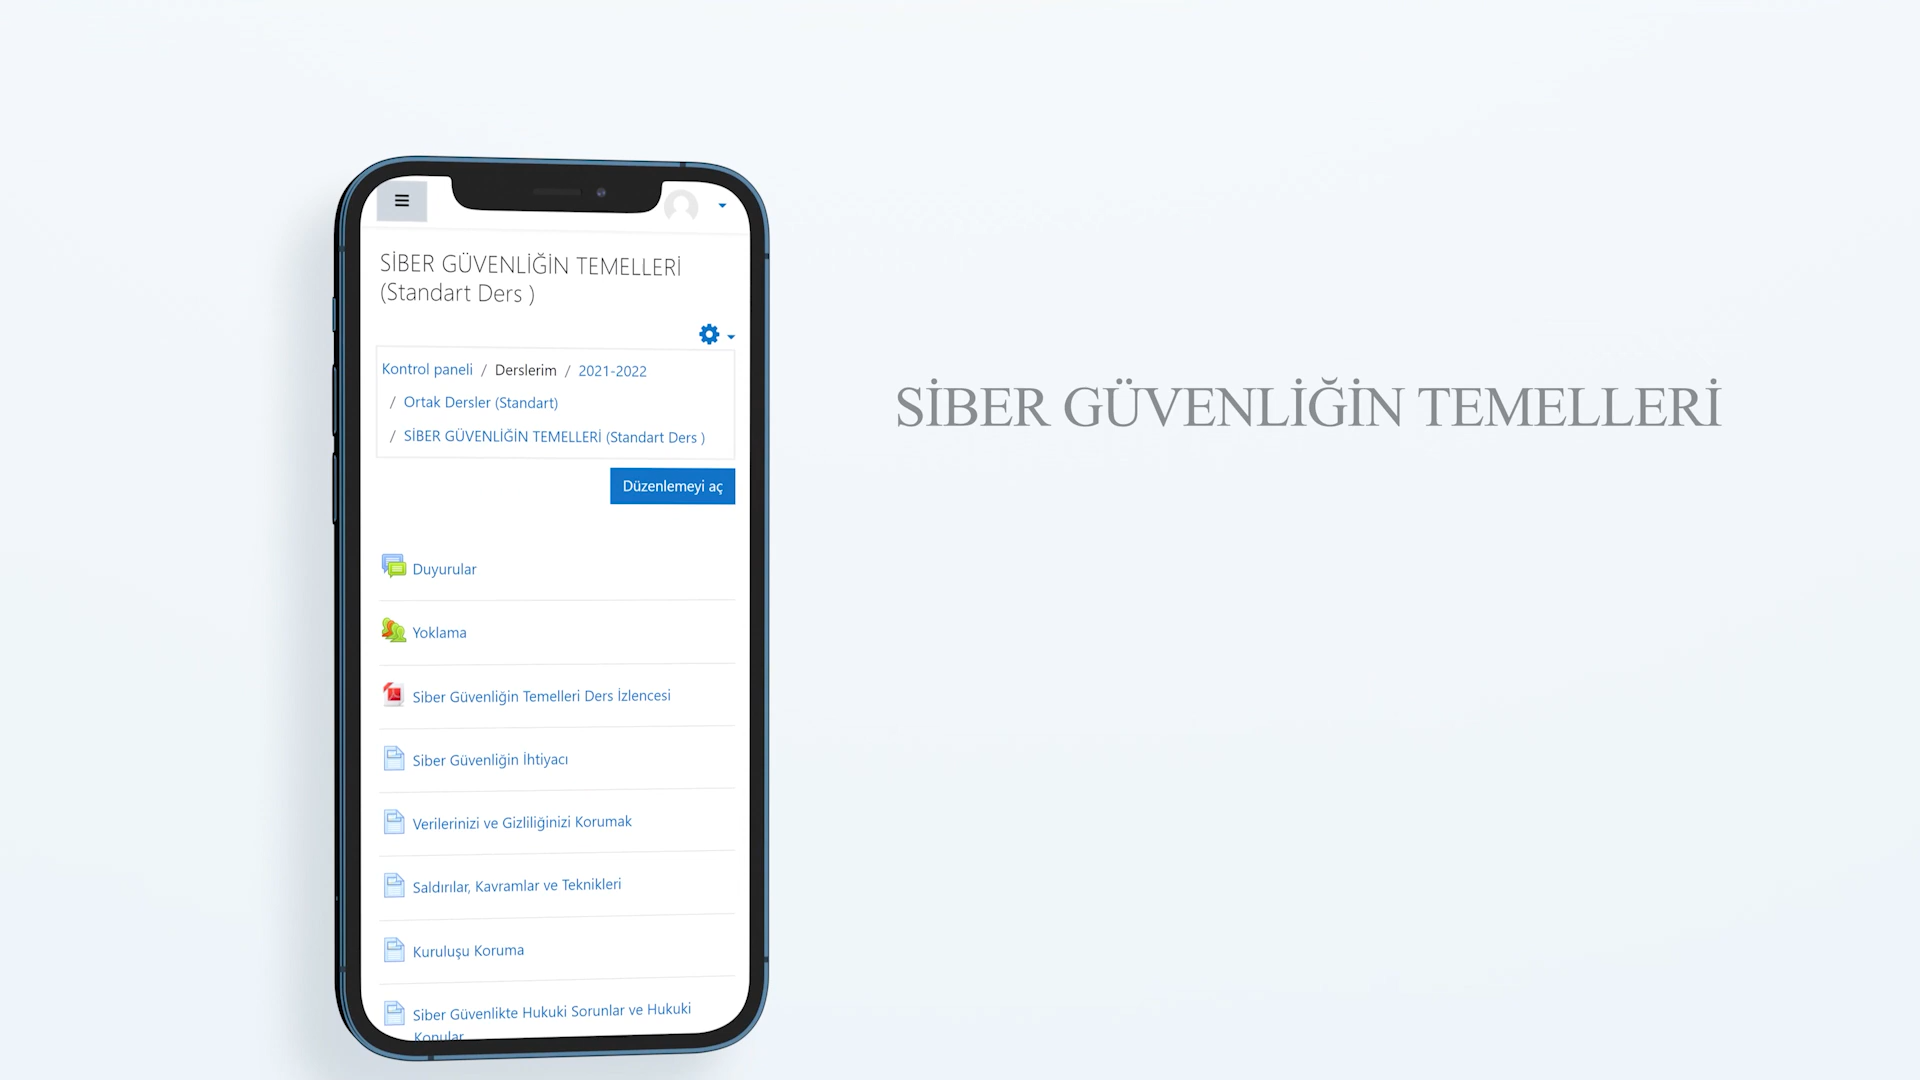 SİBER GÜVENLİĞİN TEMELLERİ
(Standart Ders )
Kontrol paneli / Derslerim / 2021-2022
/ Ortak Dersler (Standart)
/ SİBER GÜVENLİĞİN TEMELLERİ (Standart Ders )
Düzenlemeyi aç
Duyurular
Yoklama
Siber Güvenliğin Temelleri Ders İzlencesi
Siber Güvenliğin İhtiyacı
Verilerinizi ve Gizliliğinizi Korumak
Saldırılar, Kavramlar ve Teknikleri
Kuruluşu Koruma
Siber Güvenlikte Hukuki Sorunlar ve Hukuki
Konular
SİBER GÜVENLİĞİN TEMELLERİ